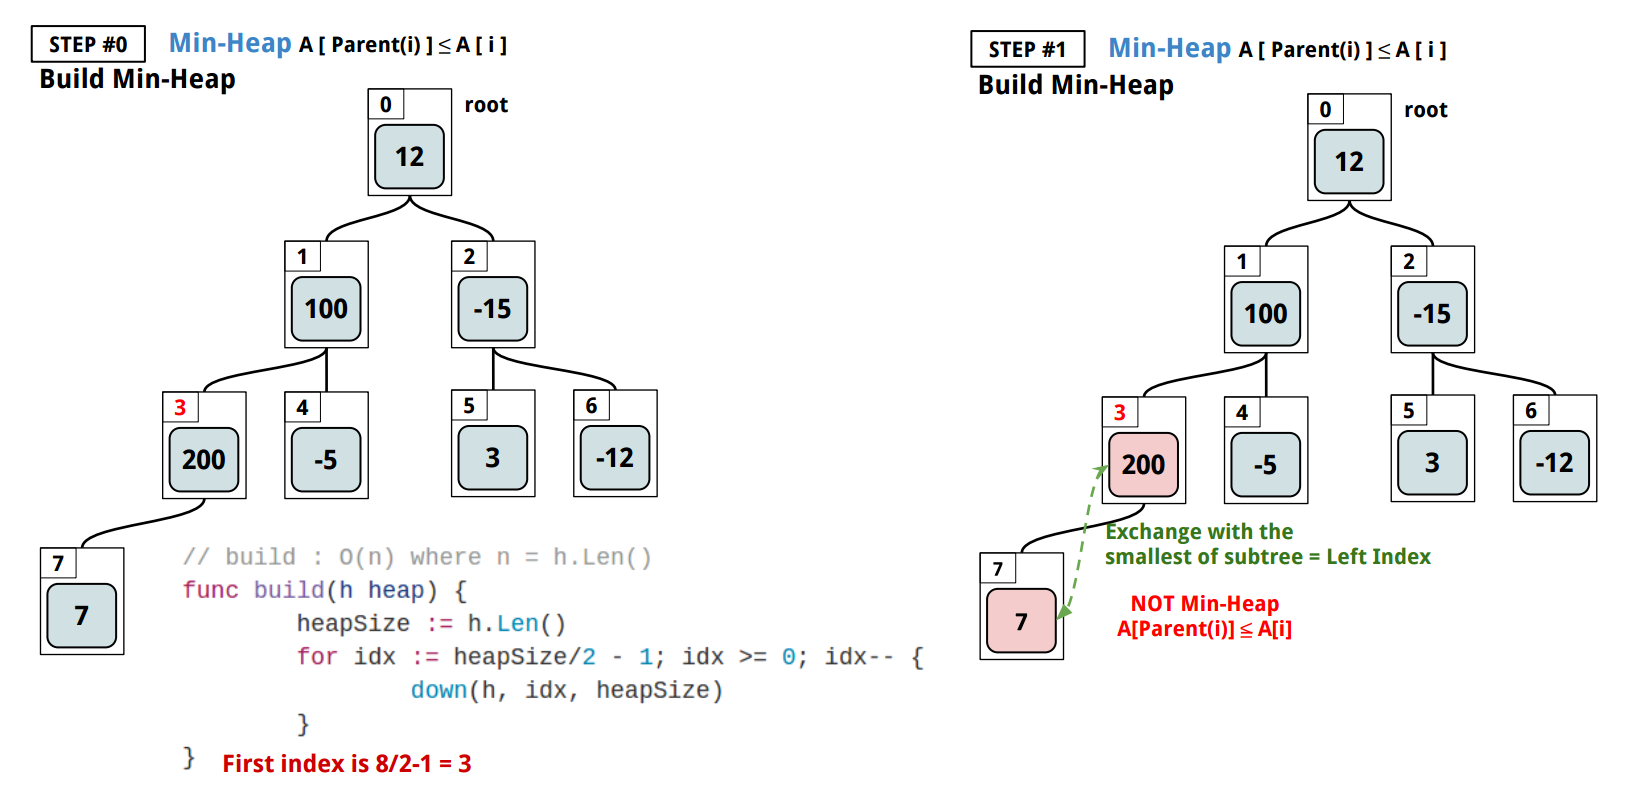 STEP #0
Min-Heap A [ Parent(i) ] ≤ A [ i ]
Build Min-Heap
0
root
12
1
2
100
-15
3
4
5
6
200
-5
3
-12
7
7
// build : O(n) where n = h.Len()
func build(h heap) {
heapSize := h.Len()
for idx := heapSize/2 - 1; idx >= 0; idx-- {
down(h, idx, heapSize)
}
}
First index is 8/2-1 = 3
STEP #1
Min-Heap A [ Parent(i) ] ≤ A [ i ]
Build Min-Heap
0
root
12
1
2
100
-15
3
4
5
6
200
-5
3
-12
Exchange with the
smallest of subtree = Left Index
7
7
NOT Min-Heap
A[Parent(i)] ≦ A[i]